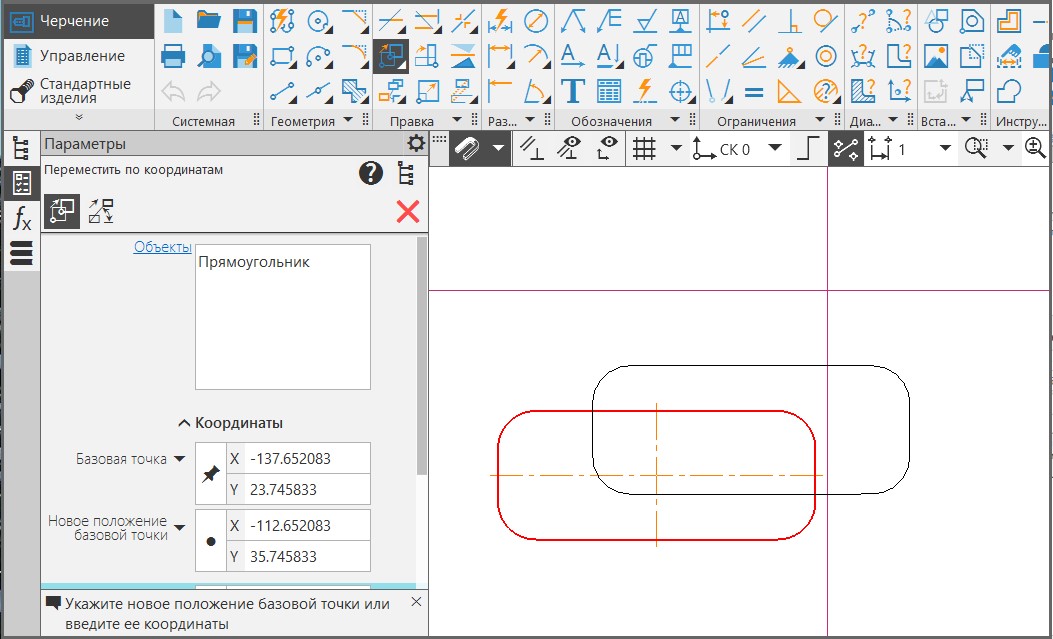 Черчение
Управление
Стандартные
изделия
Системная
Геометрия
Правка
Раз...
Обозначения
Ограничения
Диа...
Вста...
Инстру...
Параметры
СК 0
1
Переместить по координатам
Объекты
Прямоугольник
Координаты
Базовая точка
X -137.652083
Y 23.745833
Новое положение
базовой точки
X -112.652083
Y 35.745833
Укажите новое положение базовой точки или
введите ее координаты